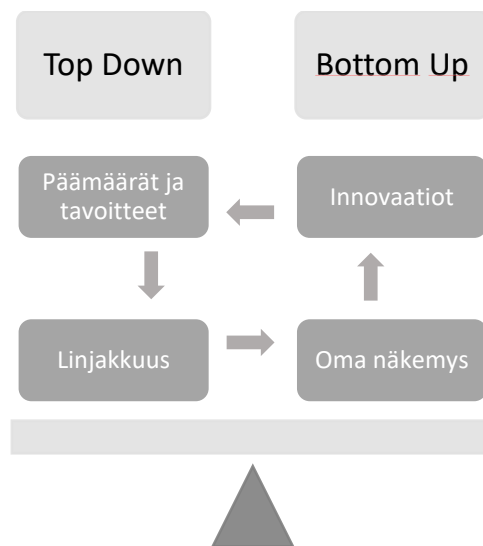 Top Down
Bottom Up
Päämäärät ja
tavoitteet
Innovaatiot
Linjakkuus
Oma näkemys